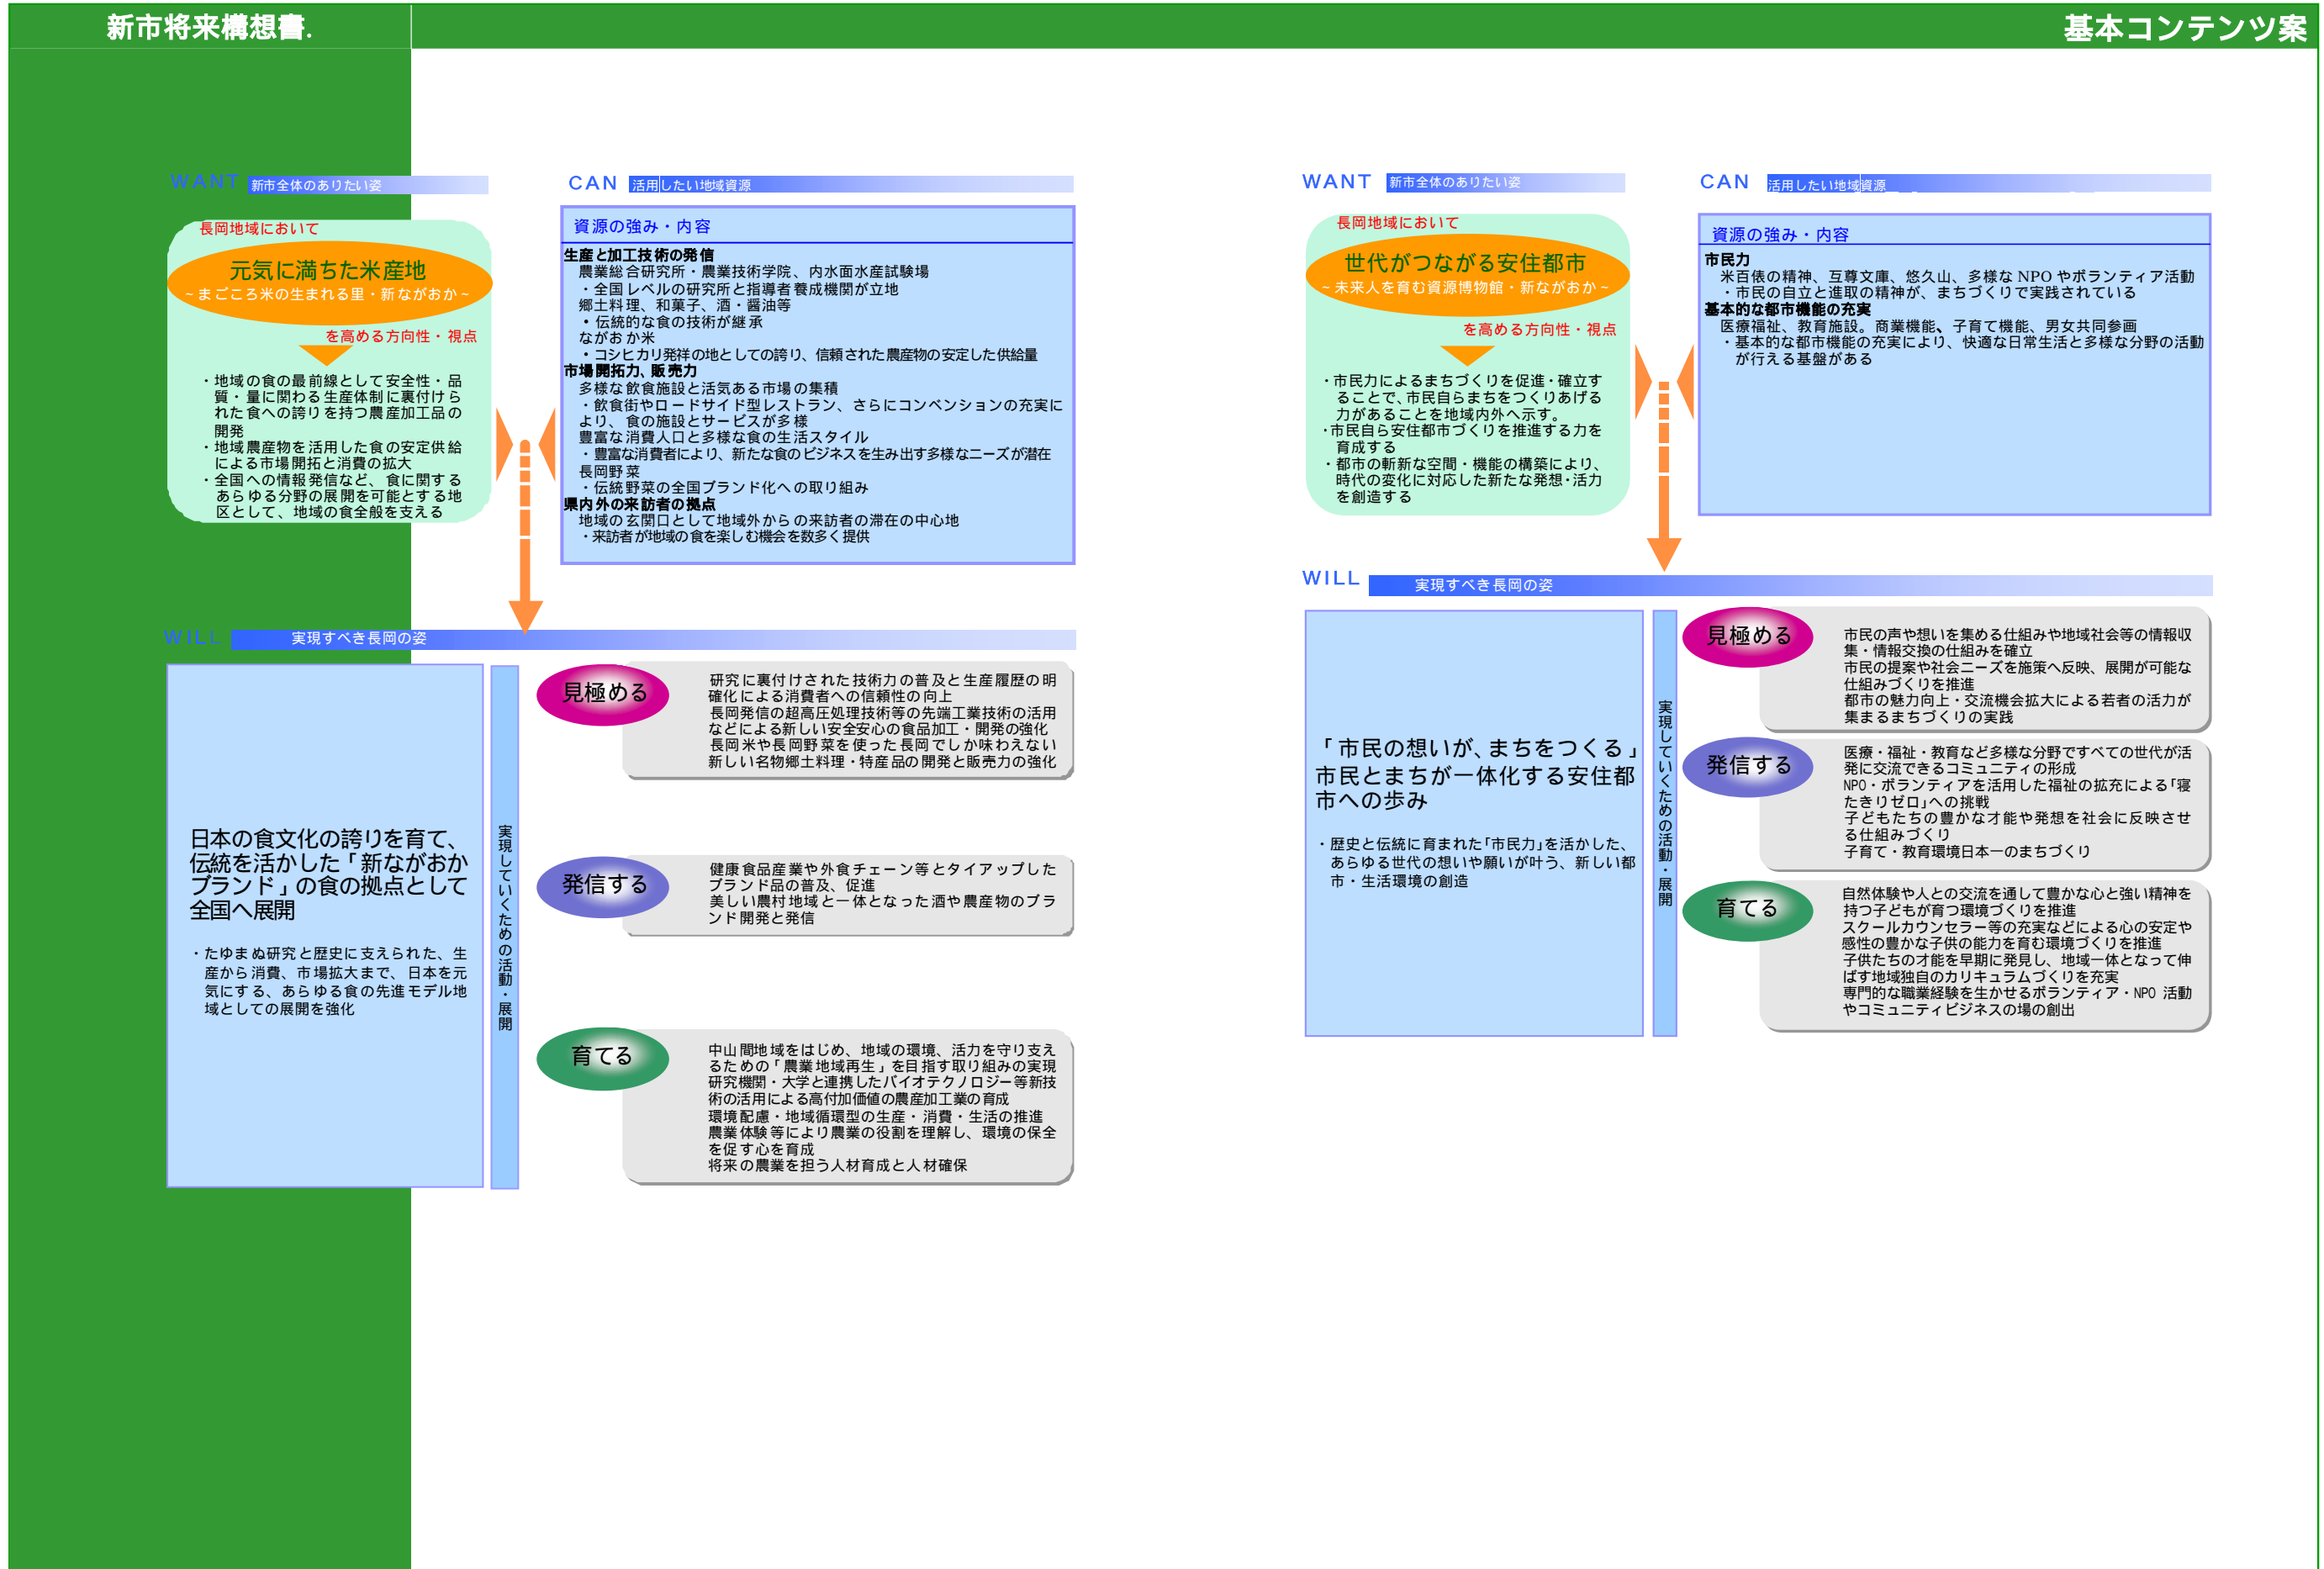 新市将来構想書.
基本コンテンツ案
WANT 新市全体のありたい姿
長岡地域において
元気に満ちた米産地
~まごころ米の生まれる里・新ながおか~
を高める方向性・視点
・地域の食の最前線として安全性・品
質・量に関わる生産体制に裏付けら
れた食への誇りを持つ農産加工品の
開発
・地域農産物を活用した食の安定供給
による市場開拓と消費の拡大
・全国への情報発信など、食に関する
あらゆる分野の展開を可能とする地
区として、地域の食全般を支える
CAN 活用したい地域資源
資源の強み・内容
生産と加工技術の発信
農業総合研究所・農業技術学院、内水面水産試験場
・全国レベルの研究所と指導者養成機関が立地
郷土料理、和菓子、酒・醤油等
・伝統的な食の技術が継承
ながおか米
・コシヒカリ発祥の地としての誇り、信頼された農産物の安定した供給量
市場開拓力、販売力
多様な飲食施設と活気ある市場の集積
・飲食街やロードサイド型レストラン、さらにコンベンションの充実に
より、食の施設とサービスが多様
豊富な消費人口と多様な食の生活スタイル
・豊富な消費者により、新たな食のビジネスを生み出す多様なニーズが潜在
長岡野菜
・伝統野菜の全国ブランド化への取り組み
県内外の来訪者の拠点
地域の玄関口として地域外からの来訪者の滞在の中心地
・来訪者が地域の食を楽しむ機会を数多く提供
WILL 実現すべき長岡の姿
日本の食文化の誇りを育て、
伝統を活かした「新ながおか
ブランド」の食の拠点として
全国へ展開
・たゆまぬ研究と歴史に支えられた、生
産から消費、市場拡大まで、日本を元
気にする、あらゆる食の先進モデル地
域としての展開を強化
実現していくための活動・展開
見極める
研究に裏付けされた技術力の普及と生産履歴の明
確化による消費者への信頼性の向上
長岡発信の超高圧処理技術等の先端工業技術の活用
などによる新しい安全安心の食品加工・開発の強化
長岡米や長岡野菜を使った長岡でしか味わえない
新しい名物郷土料理・特産品の開発と販売力の強化
発信する
健康食品産業や外食チェーン等とタイアップした
ブランド品の普及、促進
美しい農村地域と一体となった酒や農産物のブラ
ンド開発と発信
育てる
中山間地域をはじめ、地域の環境、活力を守り支え
るための「農業地域再生」を目指す取り組みの実現
研究機関・大学と連携したバイオテクノロジー等新技
術の活用による高付加価値の農産加工業の育成
環境配慮・地域循環型の生産・消費・生活の推進
農業体験等により農業の役割を理解し、環境の保全
を促す心を育成
将来の農業を担う人材育成と人材確保
WANT 新市全体のありたい姿
長岡地域において
世代がつながる安住都市
~未来人を育む資源博物館・新ながおか~
を高める方向性・視点
・市民力によるまちづくりを促進・確立す
ることで、市民自らまちをつくりあげる
力があることを地域内外へ示す。
・市民自ら安住都市づくりを推進する力を
育成する
・都市の斬新な空間・機能の構築により、
時代の変化に対応した新たな発想・活力
を創造する
CAN 活用したい地域資源
資源の強み・内容
市民力
米百俵の精神、互尊文庫、悠久山、多様な NPO やボランティア活動
・市民の自立と進取の精神が、まちづくりで実践されている
基本的な都市機能の充実
医療福祉、教育施設。商業機能、子育て機能、男女共同参画
・基本的な都市機能の充実により、快適な日常生活と多様な分野の活動
が行える基盤がある
WILL 実現すべき長岡の姿
「市民の想いが、まちをつくる」
市民とまちが一体化する安住都
市への歩み
・歴史と伝統に育まれた「市民力」を活かした、
あらゆる世代の想いや願いが叶う、新しい都
市・生活環境の創造
実現していくための活動・展開
見極める
市民の声や想いを集める仕組みや地域社会等の情報収
集・情報交換の仕組みを確立
市民の提案や社会ニーズを施策へ反映、展開が可能な
仕組みづくりを推進
都市の魅力向上・交流機会拡大による若者の活力が
集まるまちづくりの実践
発信する
医療・福祉・教育など多様な分野ですべての世代が活
発に交流できるコミュニティの形成
NPO・ボランティアを活用した福祉の拡充による「寝
たきりゼロ」への挑戦
子どもたちの豊かな才能や発想を社会に反映させ
る仕組みづくり
子育て・教育環境日本一のまちづくり
育てる
自然体験や人との交流を通して豊かな心と強い精神を
持つ子どもが育つ環境づくりを推進
スクールカウンセラー等の充実などによる心の安定や
感性の豊かな子供の能力を育む環境づくりを推進
子供たちの才能を早期に発見し、地域一体となって伸
ばす地域独自のカリキュラムづくりを充実
専門的な職業経験を生かせるボランティア・NPO 活動
やコミュニティビジネスの場の創出